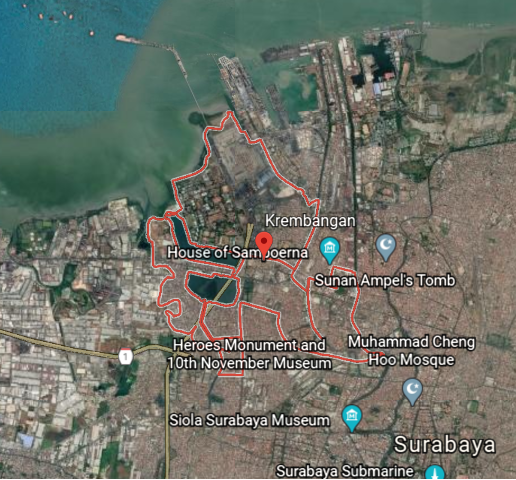 Krembangan
House of Sampoerna
Sunan Ampel's Tomb
Heroes Monument and
10th November Museum
Muhammad Cheng
Hoo Mosque
1
Siola Surabaya Museum
Surabaya
Surabaya Submarine